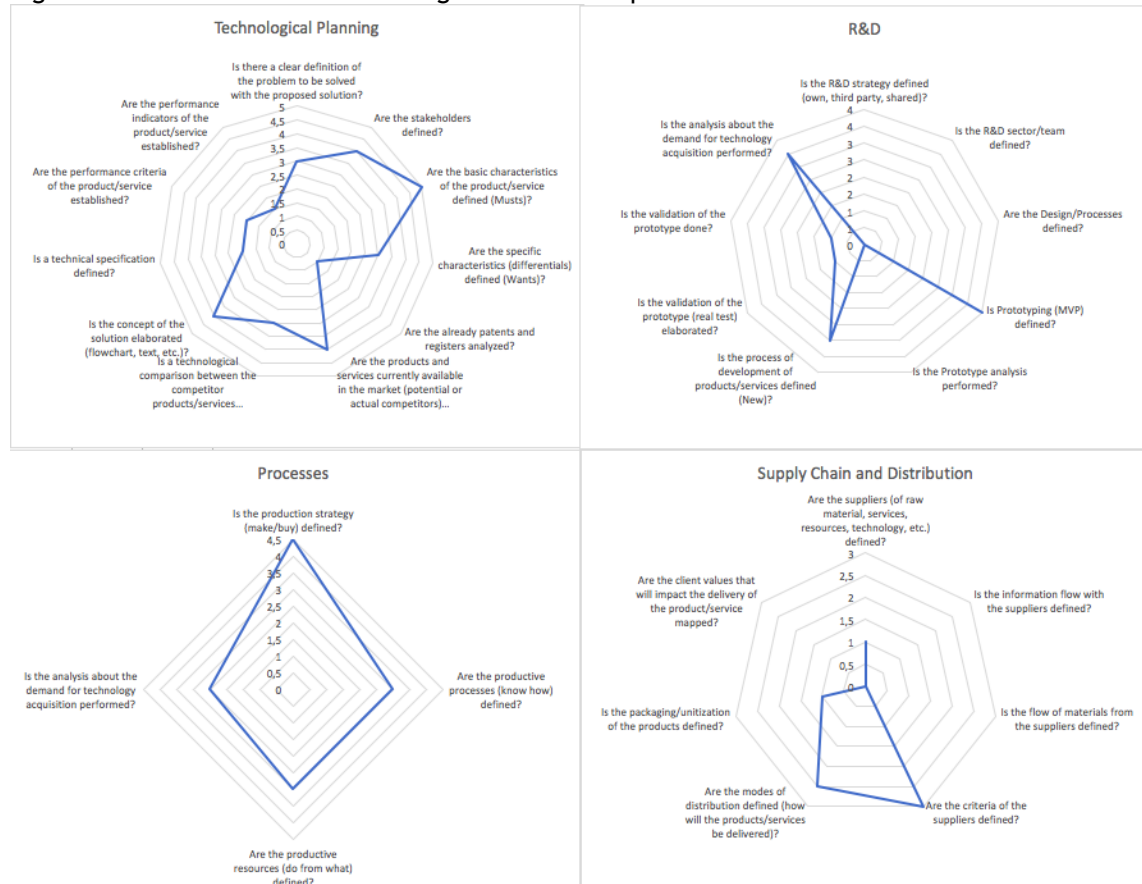 Technological Planning
Is there a clear definition of
the problem to be solved
with the proposed solution?
Are the performance
indicators of the
product/service
established?
Are the stakeholders
defined?
Are the performance criteria
of the product/service
established?
Are the basic characteristics
of the product/service
defined (Musts)?
Is a technical specification
defined?
Are the specific
characteristics (differentials)
defined (Wants)?
Is the concept of the
solution elaborated
(flowchart, text, etc.)?
Are the already patents and
registers analyzed?
Is a technological
comparison between the
competitor
products/services...
Are the products and
services currently available
in the market (potential or
actual competitors)...
5
4,5
4
3,5
3
2,5
2
1,5
1
0,5
0
R&D
Is the R&D strategy defined
(own, third party, shared)?
Is the analysis about the
demand for technology
acquisition performed?
Is the R&D sector/team
defined?
Is the validation of the
prototype done?
Are the Design/Processes
defined?
Is the validation of the
prototype (real test)
elaborated?
Is Prototyping (MVP)
defined?
Is the process of
development of
products/services defined
(New)?
Is the Prototype analysis
performed?
4
4
3
3
2
2
1
1
0
Processes
Is the production strategy
(make/buy) defined?
4,5
4
3,5
3
2,5
2
1,5
1
0,5
0
Is the analysis about the
demand for technology
acquisition performed?
Are the productive
processes (know how)
defined?
Are the productive
resources (do from what)
defined?
Supply Chain and Distribution
Are the suppliers (of raw
material, services,
resources, technology, etc.)
defined?
3
2,5
2
1,5
1
0,5
0
Are the client values that
will impact the delivery of
the product/service
mapped?
Is the information flow with
the suppliers defined?
Is the packaging/unitization
of the products defined?
Is the flow of materials from
the suppliers defined?
Are the modes of
distribution defined (how
will the products/services
be delivered)?
Are the criteria of the
suppliers defined?